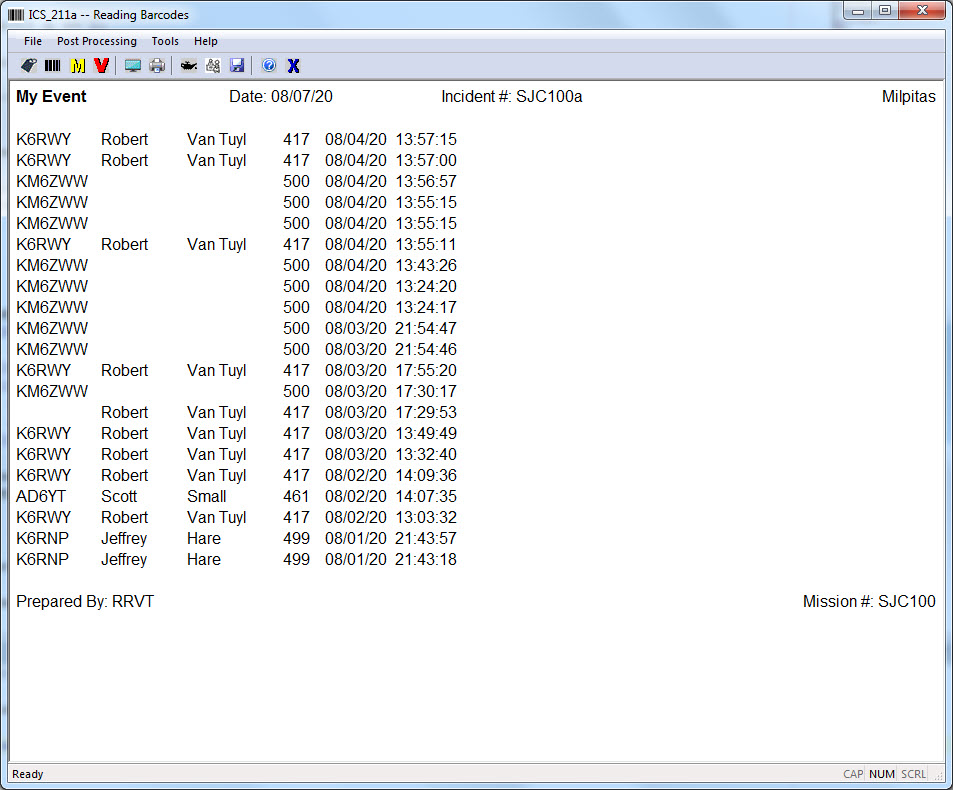 ICS_211a -- Reading Barcodes
File Post Processing Tools Help
My Event Date: 08/07/20 Incident #: SJC100a Milpitas
K6RWY Robert Van Tuyl 417 08/04/20 13:57:15
K6RWY Robert Van Tuyl 417 08/04/20 13:57:00
KM6ZWW 500 08/04/20 13:56:57
KM6ZWW 500 08/04/20 13:55:15
KM6ZWW 500 08/04/20 13:55:15
K6RWY Robert Van Tuyl 417 08/04/20 13:55:11
KM6ZWW 500 08/04/20 13:43:26
KM6ZWW 500 08/04/20 13:24:20
KM6ZWW 500 08/04/20 13:24:17
KM6ZWW 500 08/03/20 21:54:47
KM6ZWW 500 08/03/20 21:54:46
K6RWY Robert Van Tuyl 417 08/03/20 17:55:20
KM6ZWW 500 08/03/20 17:30:17
Robert Van Tuyl 417 08/03/20 17:29:53
K6RWY Robert Van Tuyl 417 08/03/20 13:49:49
K6RWY Robert Van Tuyl 417 08/03/20 13:32:40
K6RWY Robert Van Tuyl 417 08/02/20 14:09:36
AD6YT Scott Small 461 08/02/20 14:07:35
K6RWY Robert Van Tuyl 417 08/02/20 13:03:32
K6RNP Jeffrey Hare 499 08/01/20 21:43:57
K6RNP Jeffrey Hare 499 08/01/20 21:43:18
Prepared By: RRVT Mission #: SJC100
Ready CAP NUM SCRL